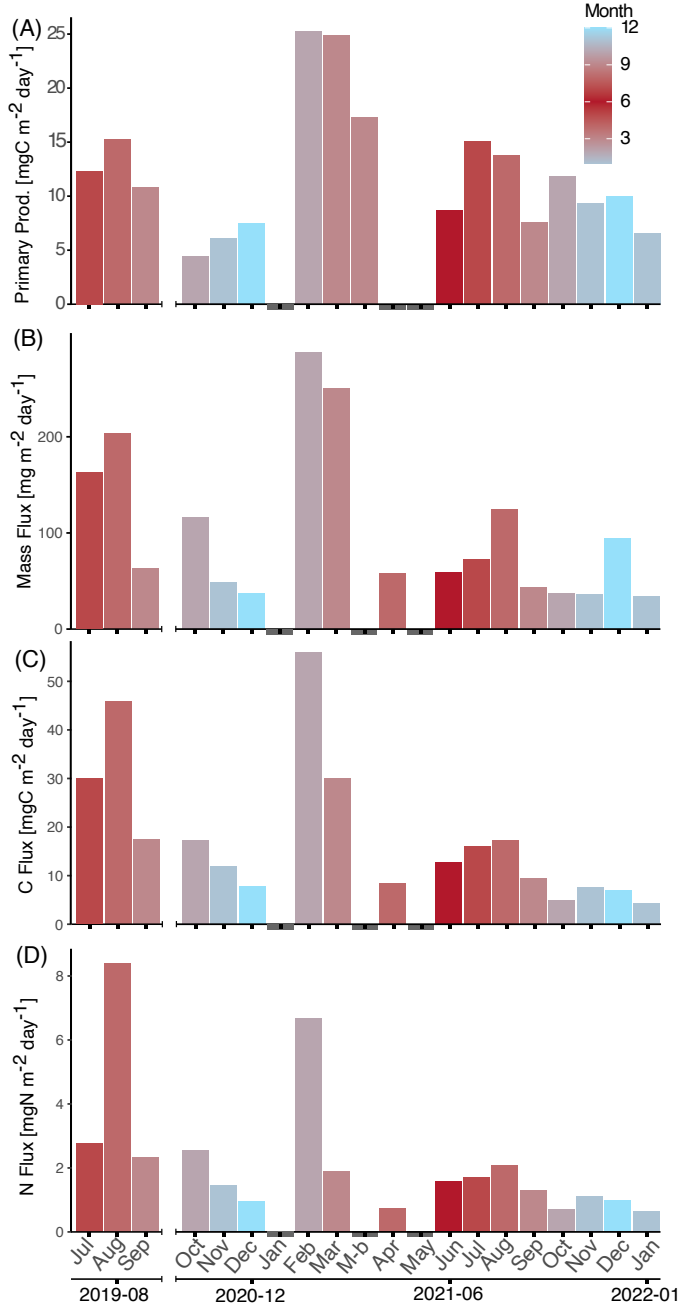 (A)
Primary Prod. [mgC m-2 day-1]
25
20
15
10
5
0
Month
12
9
6
3
(B)
Mass Flux [mg m-2 day-1]
200
100
0
(C)
C Flux [mgC m-2 day-1]
50
40
30
20
10
0
(D)
N Flux [mgN m-2 day-1]
8
6
4
2
0
Jul Aug Sep Oct Nov Dec Jan Feb Mar M-b Apr May Jun Jul Aug Sep Oct Nov Dec Jan
2019-08 2020-12 2021-06 2022-01